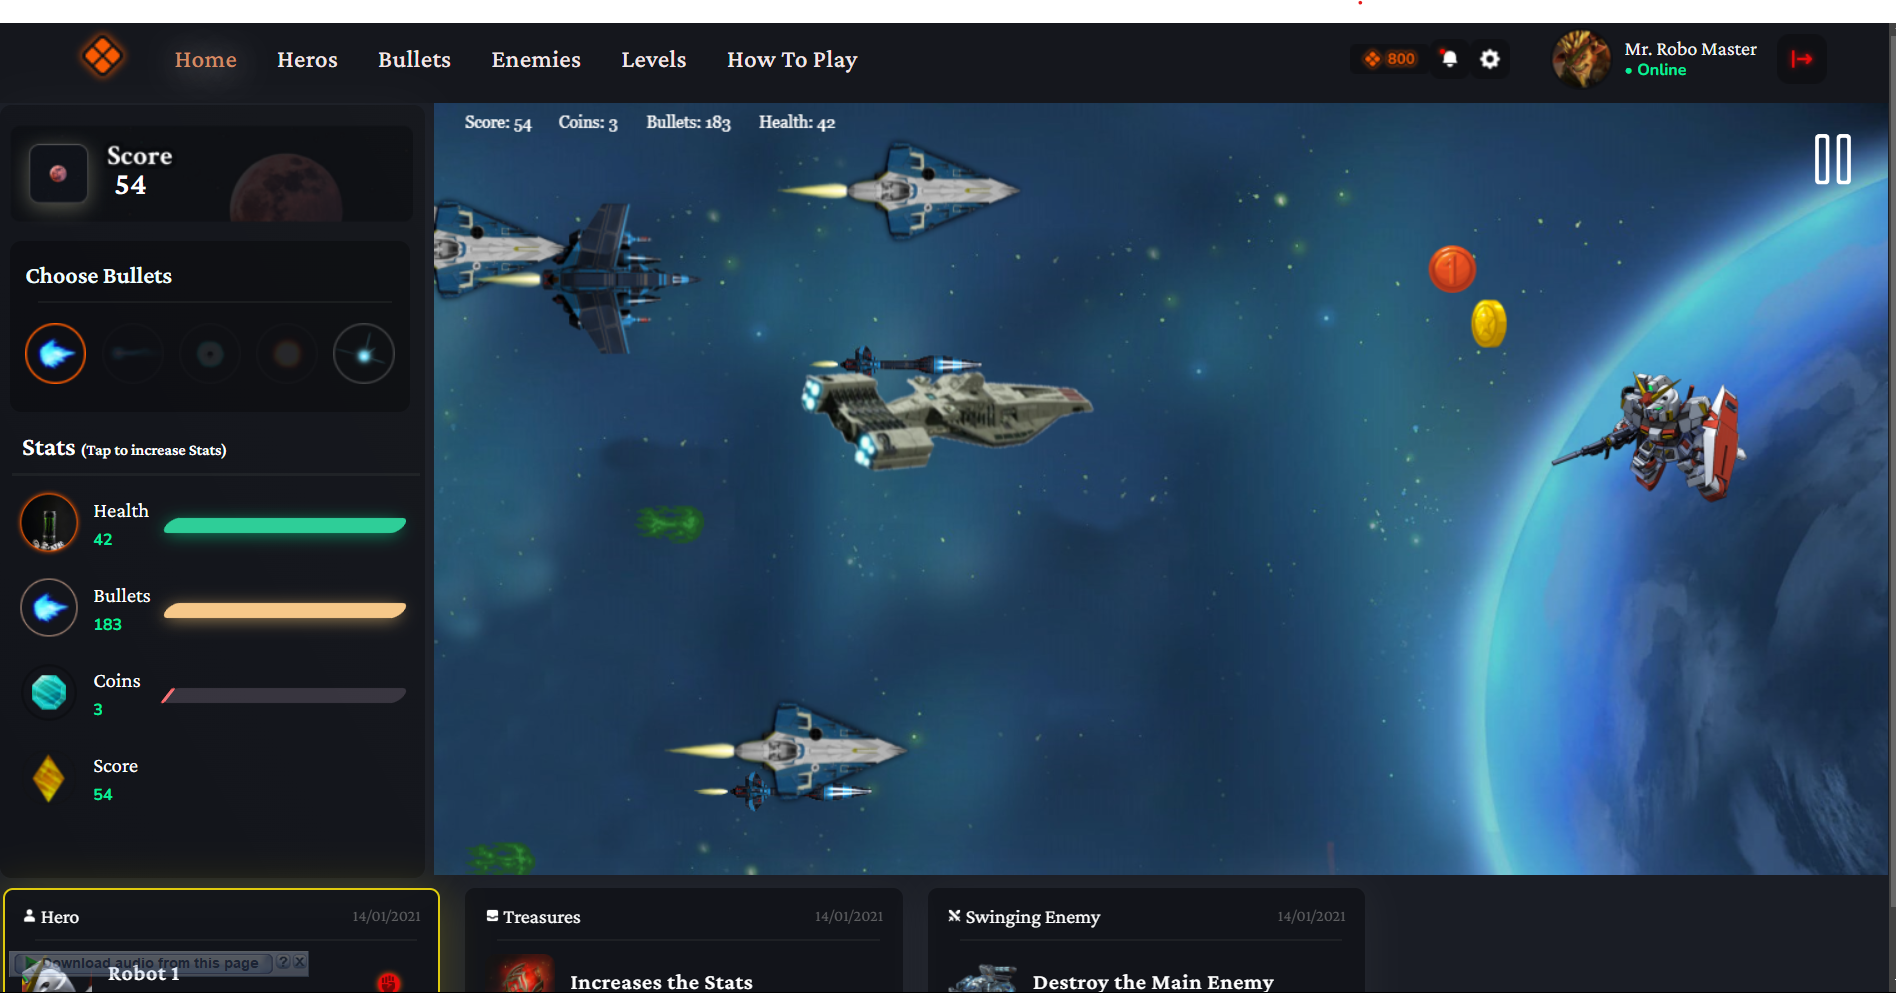 Home Heros Bullets Enemies Levels How To Play
800
Mr. Robo Master
• Online
Score
54
Choose Bullets
Stats (Tap to increase Stats)
Health
42
Bullets
183
Coins
3
Score
54
Score: 54 Coins: 3 Bullets: 183 Health: 42
1
Hero 14/01/2021
Download audio from this page ? X
Robot 1
Treasures 14/01/2021
Increases the Stats
Swinging Enemy 14/01/2021
Destroy the Main Enemy